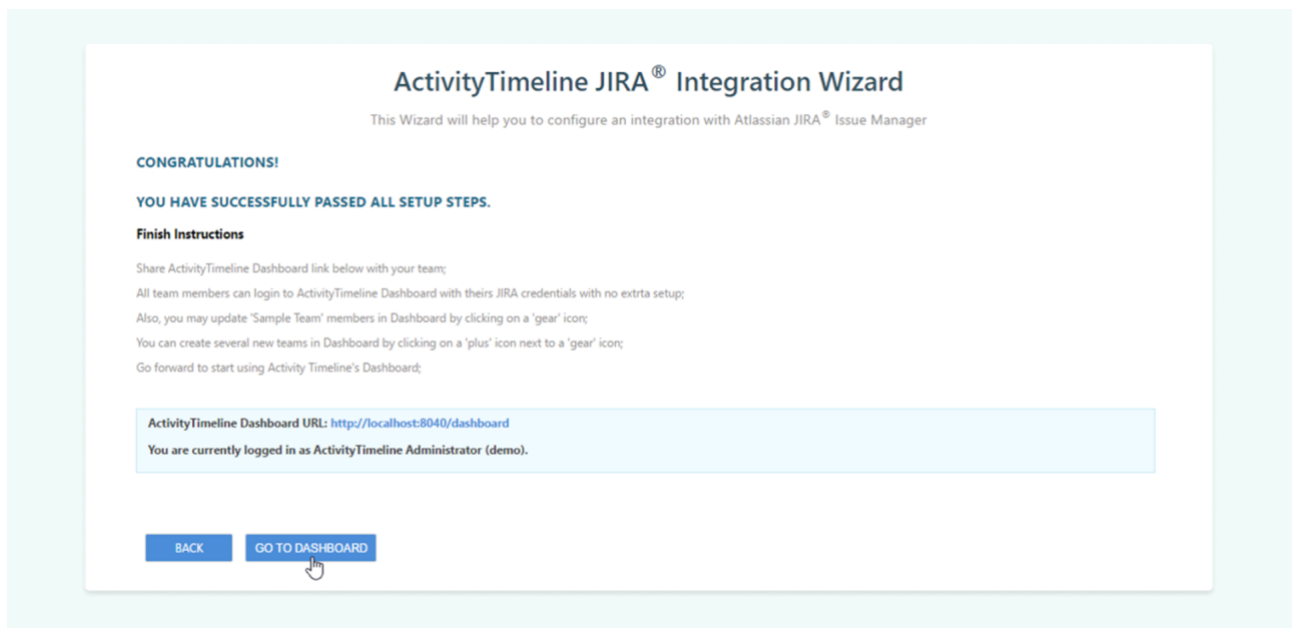 ActivityTimeline JIRA® Integration Wizard
This Wizard will help you to configure an integration with Atlassian JIRA® Issue Manager
CONGRATULATIONS!
YOU HAVE SUCCESSFULLY PASSED ALL SETUP STEPS.
Finish Instructions
Share ActivityTimeline Dashboard link below with your team;
All team members can login to ActivityTimeline Dashboard with theirs JIRA credentials with no extrta setup;
Also, you may update 'Sample Team' members in Dashboard by clicking on a 'gear' icon;
You can create several new teams in Dashboard by clicking on a 'plus' icon next to a 'gear' icon;
Go forward to start using Activity Timeline's Dashboard;
ActivityTimeline Dashboard URL: http://localhost:8040/dashboard
You are currently logged in as ActivityTimeline Administrator (demo).
BACK GO TO DASHBOARD